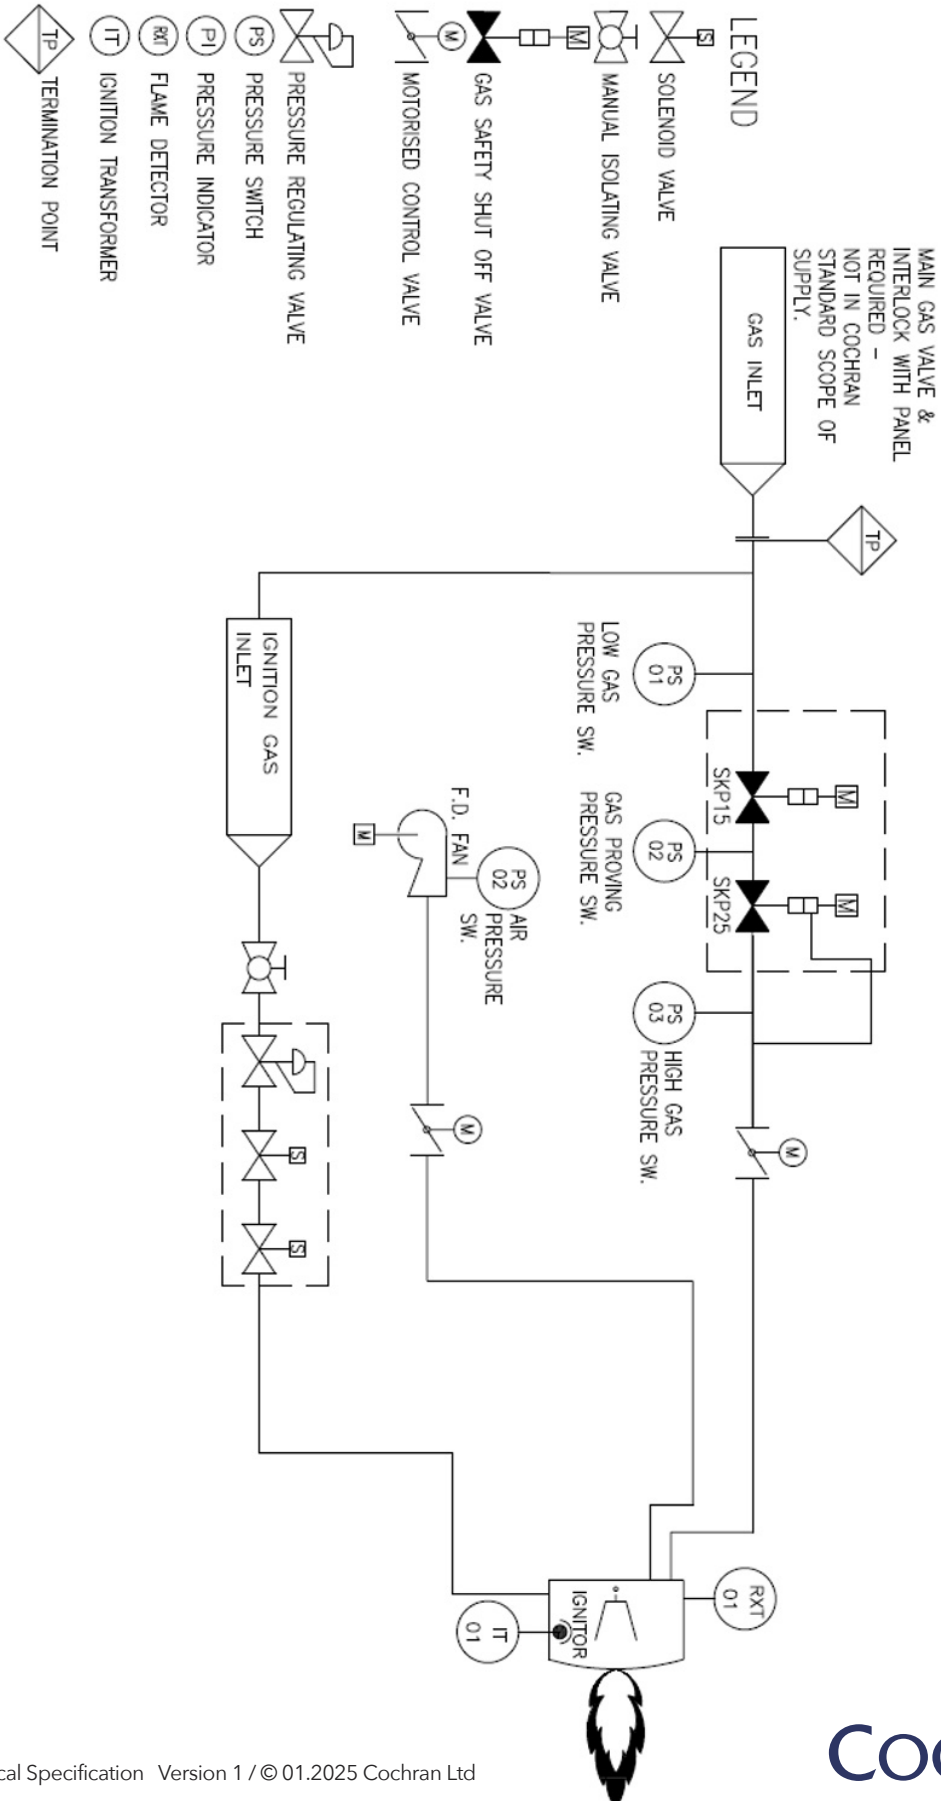 LEGEND
S
SOLENOID VALVE
MANUAL ISOLATING VALVE
M
GAS SAFETY SHUT OFF VALVE
M
MOTORISED CONTROL VALVE
PRESSURE REGULATING VALVE
PS
PRESSURE SWITCH
PI
PRESSURE INDICATOR
RXT
FLAME DETECTOR
IT
IGNITION TRANSFORMER
TP
TERMINATION POINT
MAIN GAS VALVE &
INTERLOCK WITH PANEL
REQUIRED –
NOT IN COCHRAN
STANDARD SCOPE OF
SUPPLY.
GAS INLET
TP
PS
01
LOW GAS
PRESSURE SW.
M
SKP15
PS
02
GAS PROVING
PRESSURE SW.
M
SKP25
PS
03
HIGH GAS
PRESSURE SW.
M
F.D. FAN
M
PS
02
AIR
PRESSURE
SW.
M
IGNITION GAS
INLET
S
S
RXT
01
IGNITOR
IT
01
cal Specification Version 1 / © 01.2025 Cochran Ltd
Coc